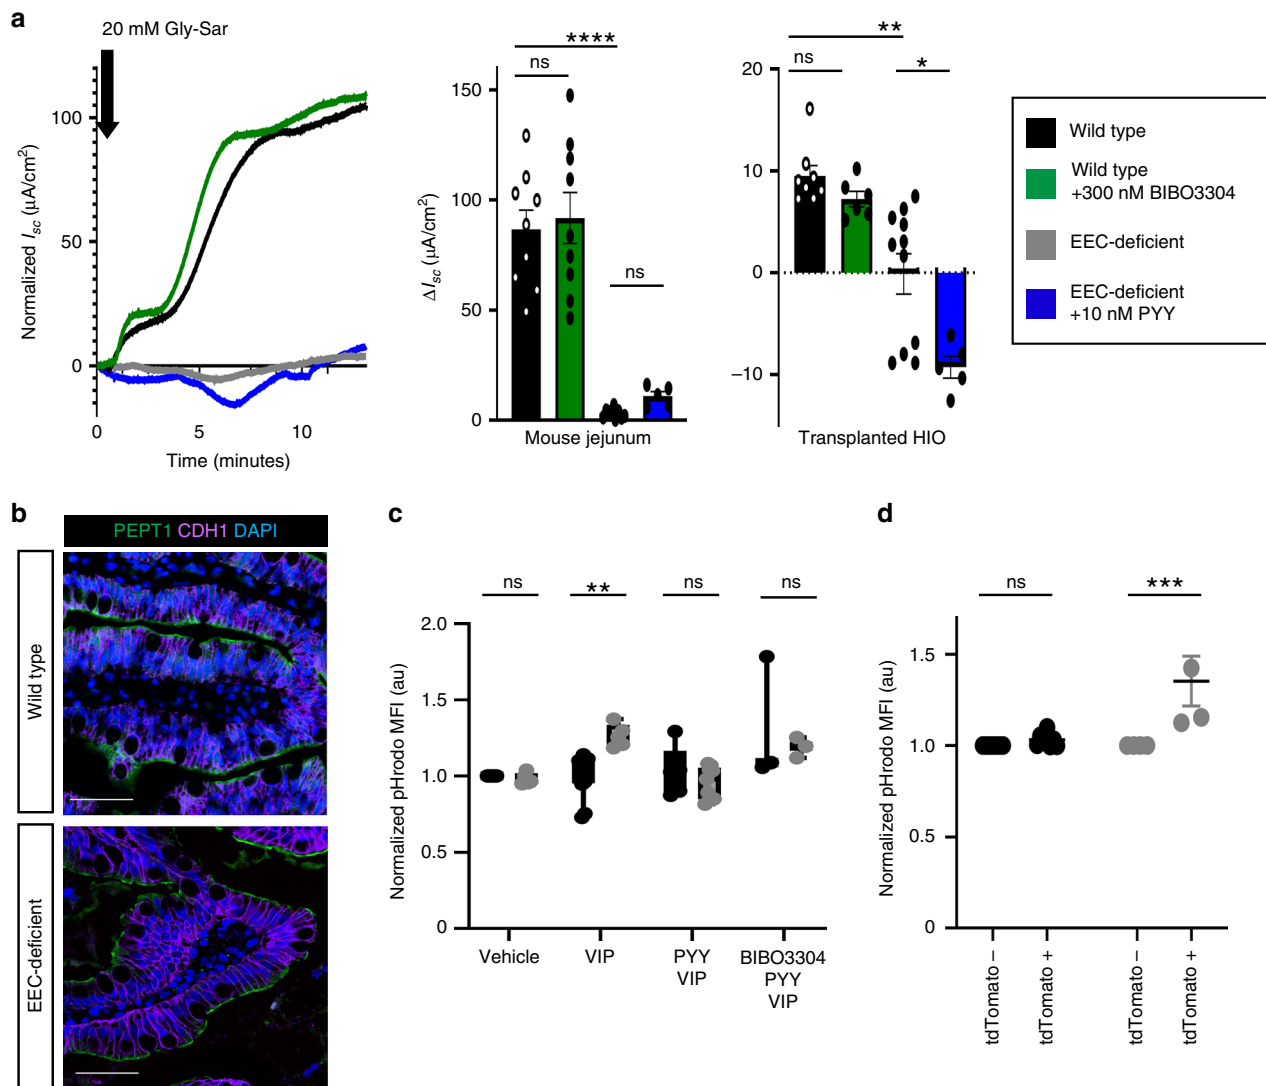 a
20 mM Gly-Sar
Normalized Isc (µA/cm²)
100
50
0
0
5
10
Time (minutes)
****
ns
ns
ΔIsc (µA/cm²)
150
100
50
0
Mouse jejunum
**
ns
*
20
10
0
–10
Transplanted HIO
Wild type
Wild type
+300 nM BIBO3304
EEC-deficient
EEC-deficient
+10 nM PYY
b
PEPT1 CDH1 DAPI
Wild type
EEC-deficient
c
ns
**
ns
ns
Normalized pHrodo MFI (au)
2.0
1.5
1.0
0.5
0
Vehicle
VIP
PYY
VIP
BIBO3304
PYY
VIP
d
ns
***
Normalized pHrodo MFI (au)
1.5
1.0
0.5
0
tdTomato –
tdTomato +
tdTomato –
tdTomato +